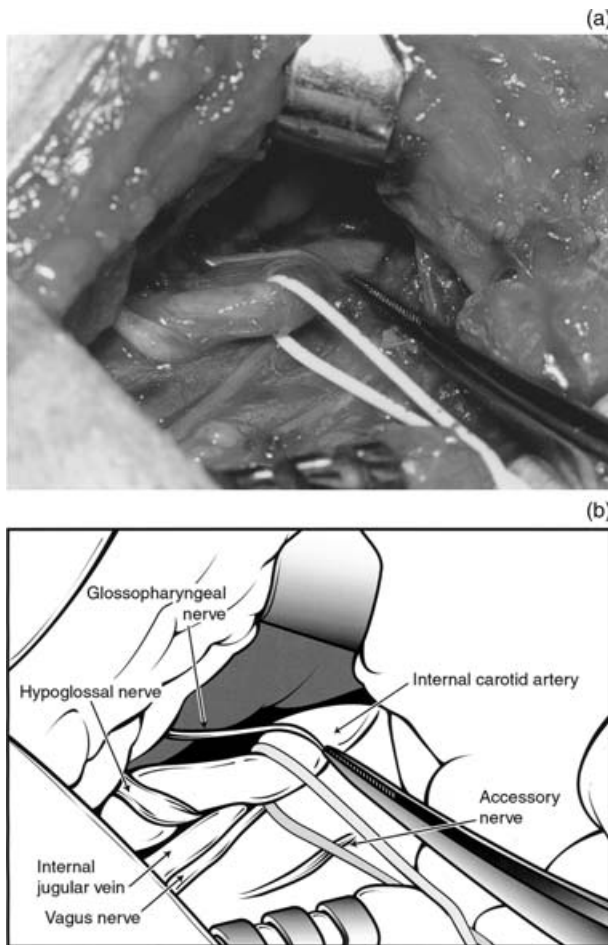 (a)
(b)
Glossopharyngeal
nerve
Hypoglossal nerve
Internal carotid artery
Accessory
nerve
Internal
jugular vein
Vagus nerve